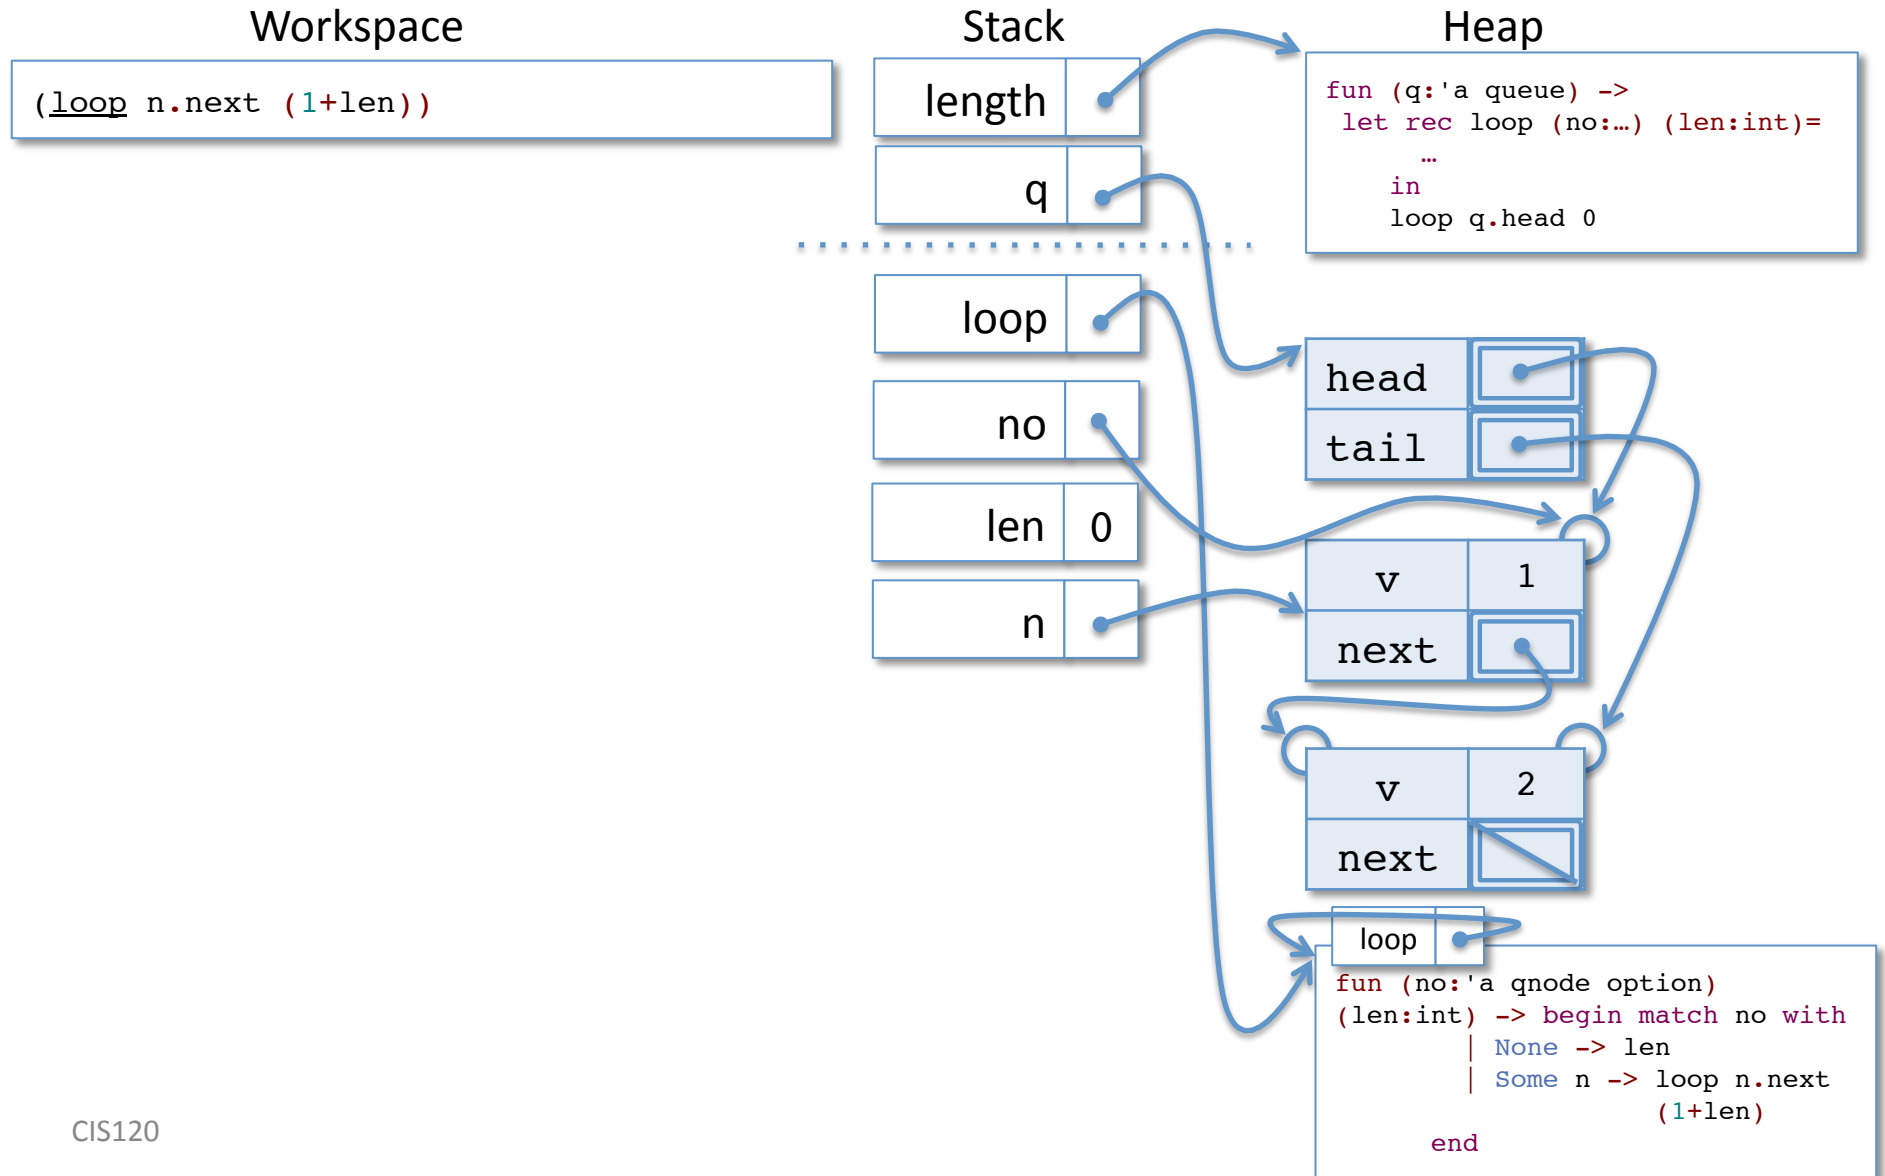 Workspace
(loop n.next (1+len))
Stack
length
q
loop
no
len 0
n
Heap
fun (q:'a queue) ->
let rec loop (no:…) (len:int)=
…
in
loop q.head 0
head
tail
v 1
next
v 2
next
loop
fun (no:'a qnode option)
(len:int) -> begin match no with
| None -> len
| Some n -> loop n.next
(1+len)
end
CIS120